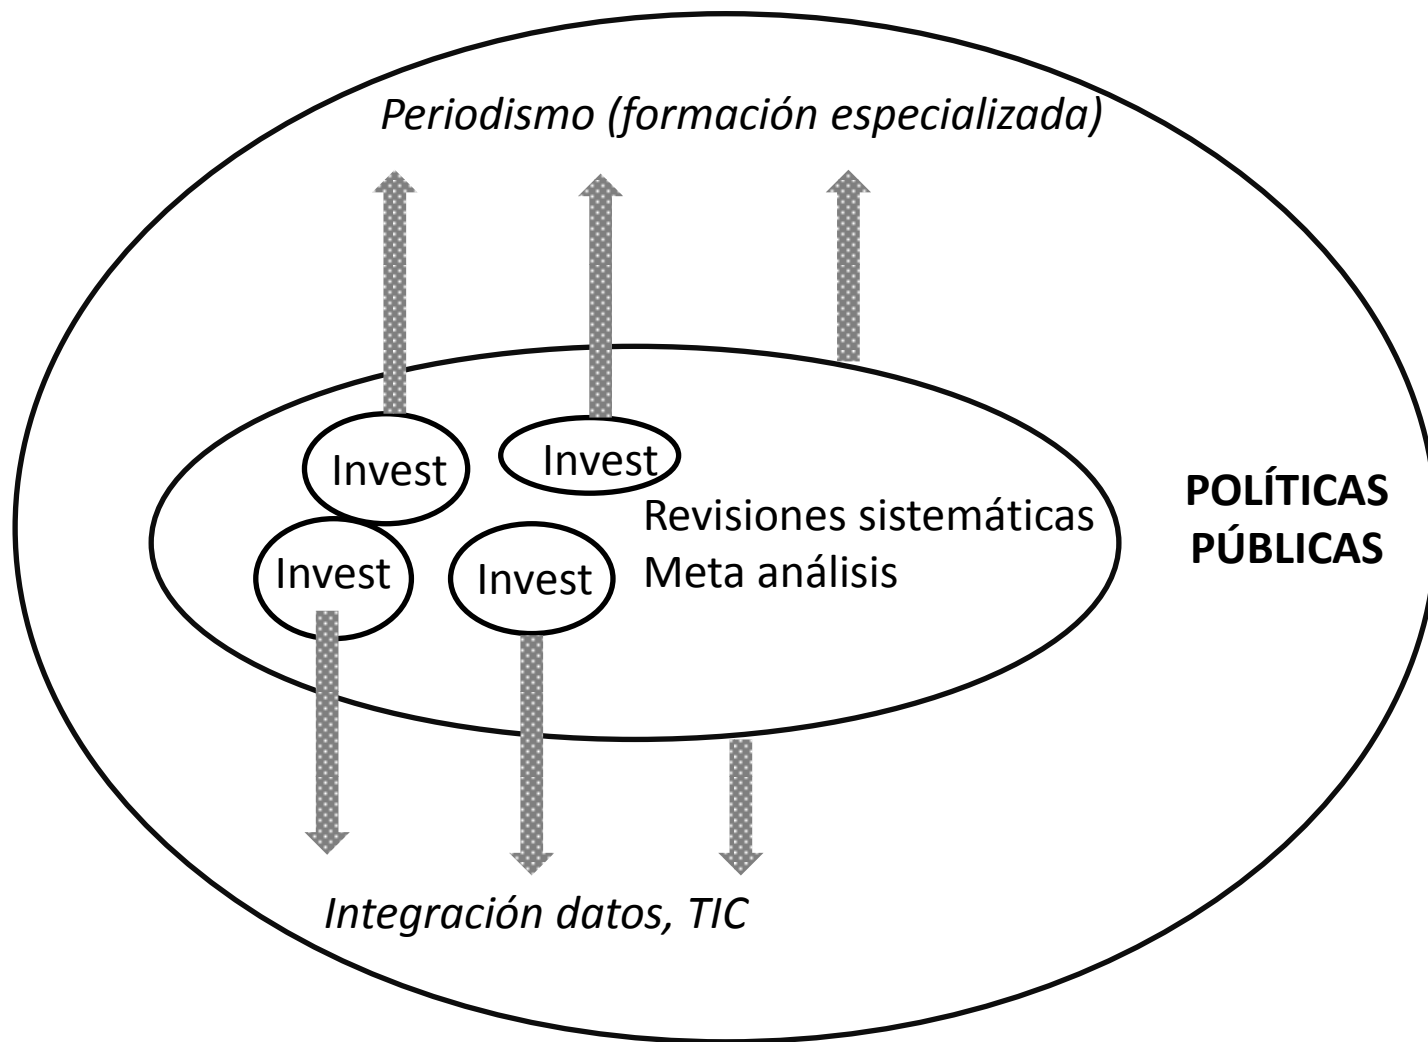 Periodismo (formación especializada)
Invest
Invest
Revisiones sistemáticas
Meta análisis
Invest
Invest
POLÍTICAS
PÚBLICAS
Integración datos, TIC